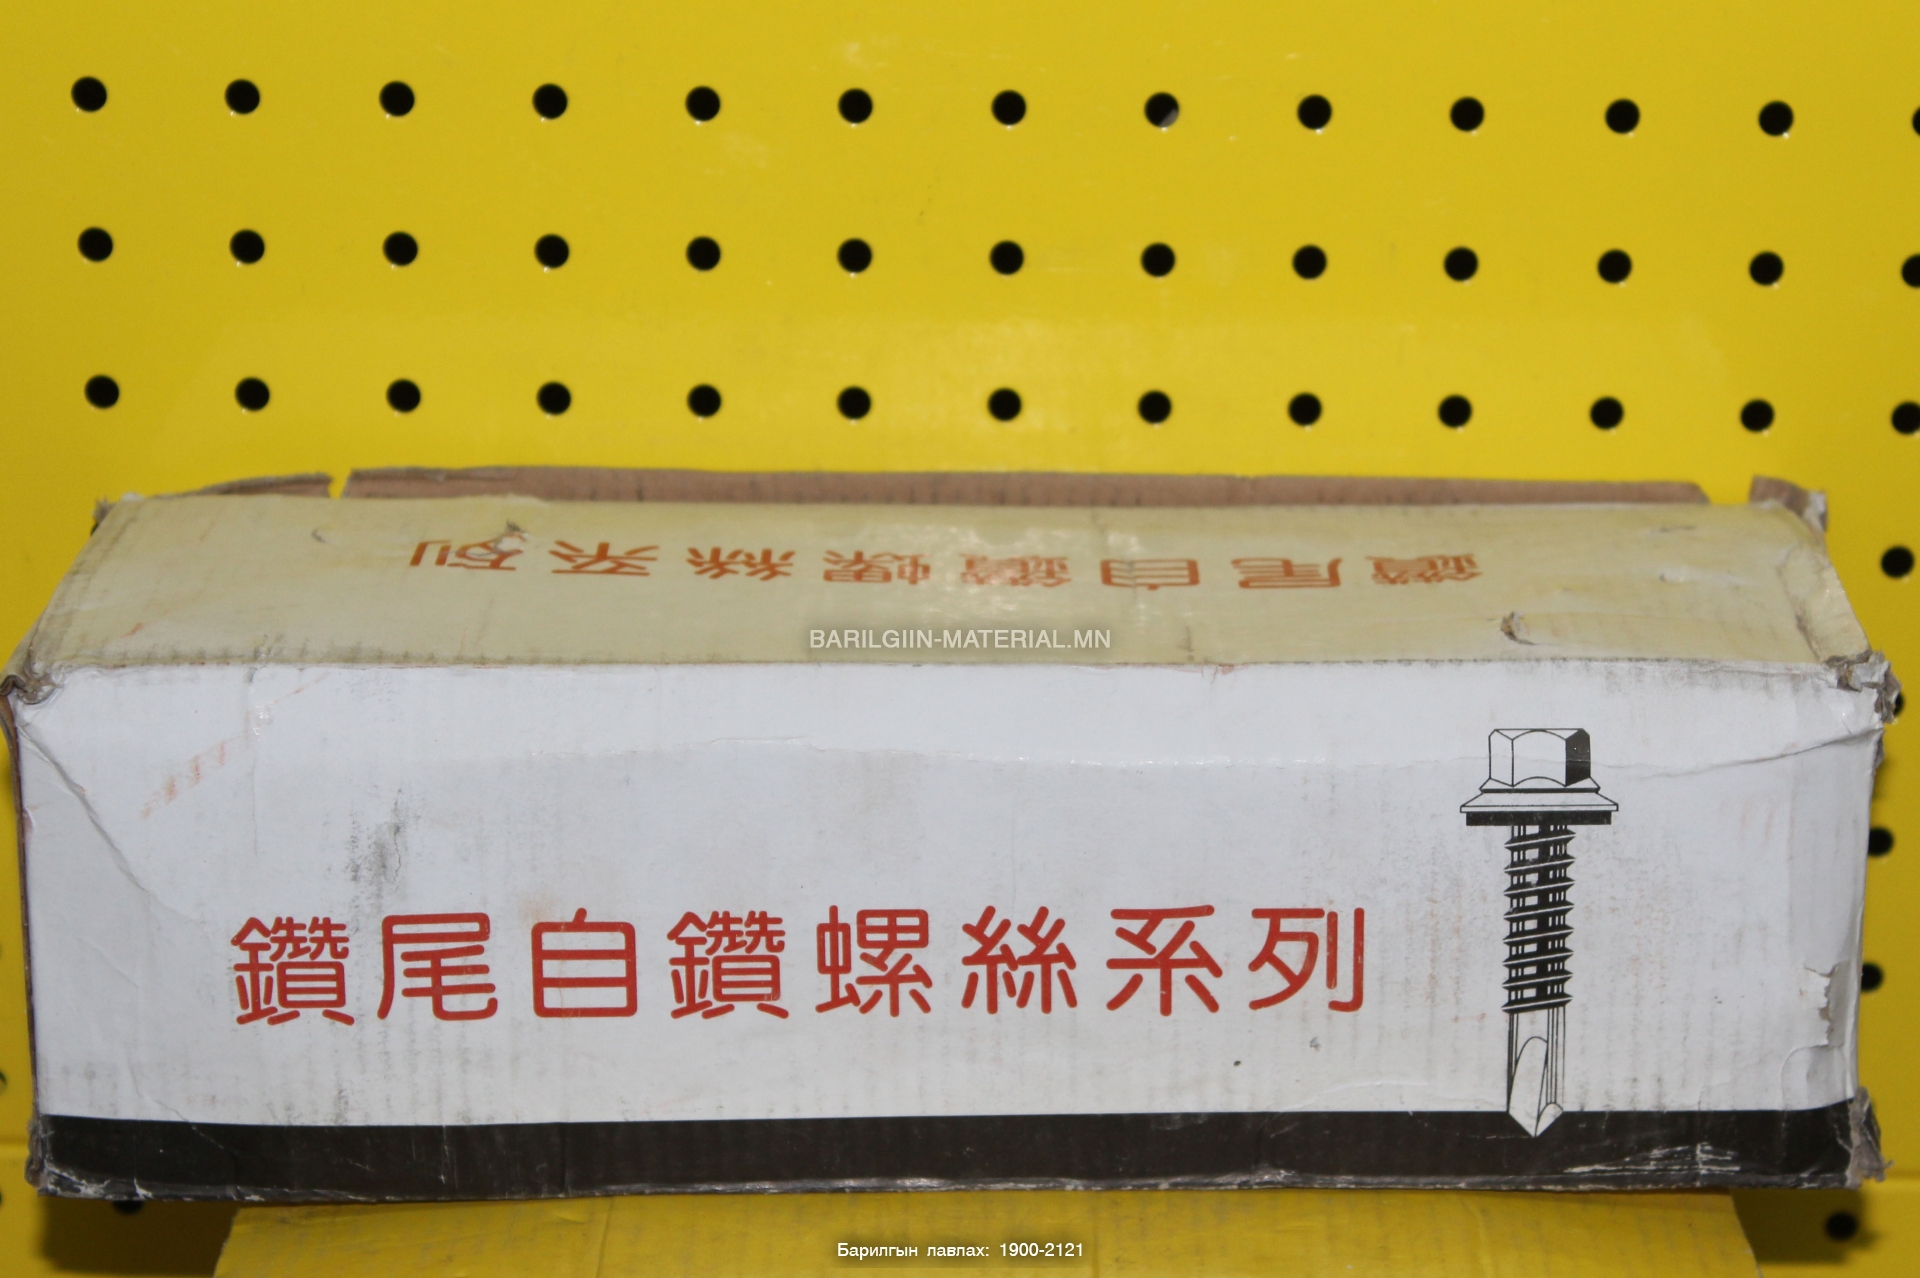 鑽尾自鑽螺絲系列
BARILGIIN-MATERIAL.MN
鑽尾自鑽螺絲系列
Барилгын лавлах: 1900-2121